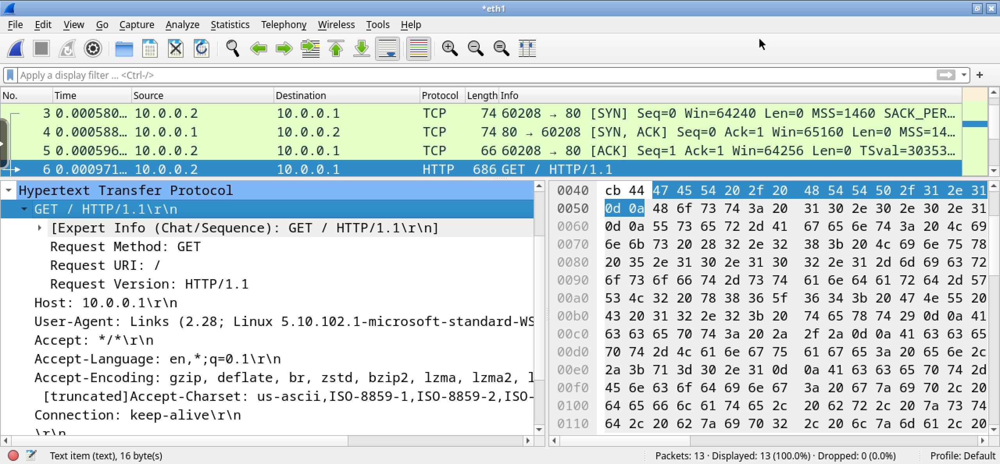 *eth1
File Edit View Go Capture Analyze Statistics Telephony Wireless Tools Help
Apply a display filter ... <Ctrl-/>
No. Time Source Destination Protocol Length Info
3 0.000580… 10.0.0.2 10.0.0.1 TCP 74 60208 → 80 [SYN] Seq=0 Win=64240 Len=0 MSS=1460 SACK_PER…
4 0.000588… 10.0.0.1 10.0.0.2 TCP 74 80 → 60208 [SYN, ACK] Seq=0 Ack=1 Win=65160 Len=0 MSS=14…
5 0.000596… 10.0.0.2 10.0.0.1 TCP 66 60208 → 80 [ACK] Seq=1 Ack=1 Win=64256 Len=0 TSval=30353…
6 0.000971… 10.0.0.2 10.0.0.1 HTTP 686 GET / HTTP/1.1
Hypertext Transfer Protocol
GET / HTTP/1.1\r\n
[Expert Info (Chat/Sequence): GET / HTTP/1.1\r\n]
Request Method: GET
Request URI: /
Request Version: HTTP/1.1
Host: 10.0.0.1\r\n
User-Agent: Links (2.28; Linux 5.10.102.1-microsoft-standard-WS
Accept: */*\r\n
Accept-Language: en,*;q=0.1\r\n
Accept-Encoding: gzip, deflate, br, zstd, bzip2, lzma, lzma2, l
[truncated]Accept-Charset: us-ascii,ISO-8859-1,ISO-8859-2,ISO-
Connection: keep-alive\r\n
\r\n
0040 cb 44 47 45 54 20 2f 20 48 54 54 50 2f 31 2e 31
0050 0d 0a 48 6f 73 74 3a 20 31 30 2e 30 2e 30 2e 31
0060 0d 0a 55 73 65 72 2d 41 67 65 6e 74 3a 20 4c 69
0070 6e 6b 73 20 28 32 2e 32 38 3b 20 4c 69 6e 75 78
0080 20 35 2e 31 30 2e 31 30 32 2e 31 2d 6d 69 63 72
0090 6f 73 6f 66 74 2d 73 74 61 6e 64 61 72 64 2d 57
00a0 53 4c 32 20 78 38 36 5f 36 34 3b 20 47 4e 55 20
00b0 43 20 31 32 2e 32 3b 20 74 65 78 74 29 0d 0a 41
00c0 63 63 65 70 74 3a 20 2a 2f 2a 0d 0a 41 63 63 65
00d0 70 74 2d 4c 61 6e 67 75 61 67 65 3a 20 65 6e 2c
00e0 2a 3b 71 3d 30 2e 31 0d 0a 41 63 63 65 70 74 2d
00f0 45 6e 63 6f 64 69 6e 67 3a 20 67 7a 69 70 2c 20
0100 64 65 66 6c 61 74 65 2c 20 62 72 2c 20 7a 73 74
0110 64 2c 20 62 7a 69 70 32 2c 20 6c 7a 6d 61 2c 20
Text item (text), 16 byte(s)
Packets: 13 · Displayed: 13 (100.0%) · Dropped: 0 (0.0%)
Profile: Default